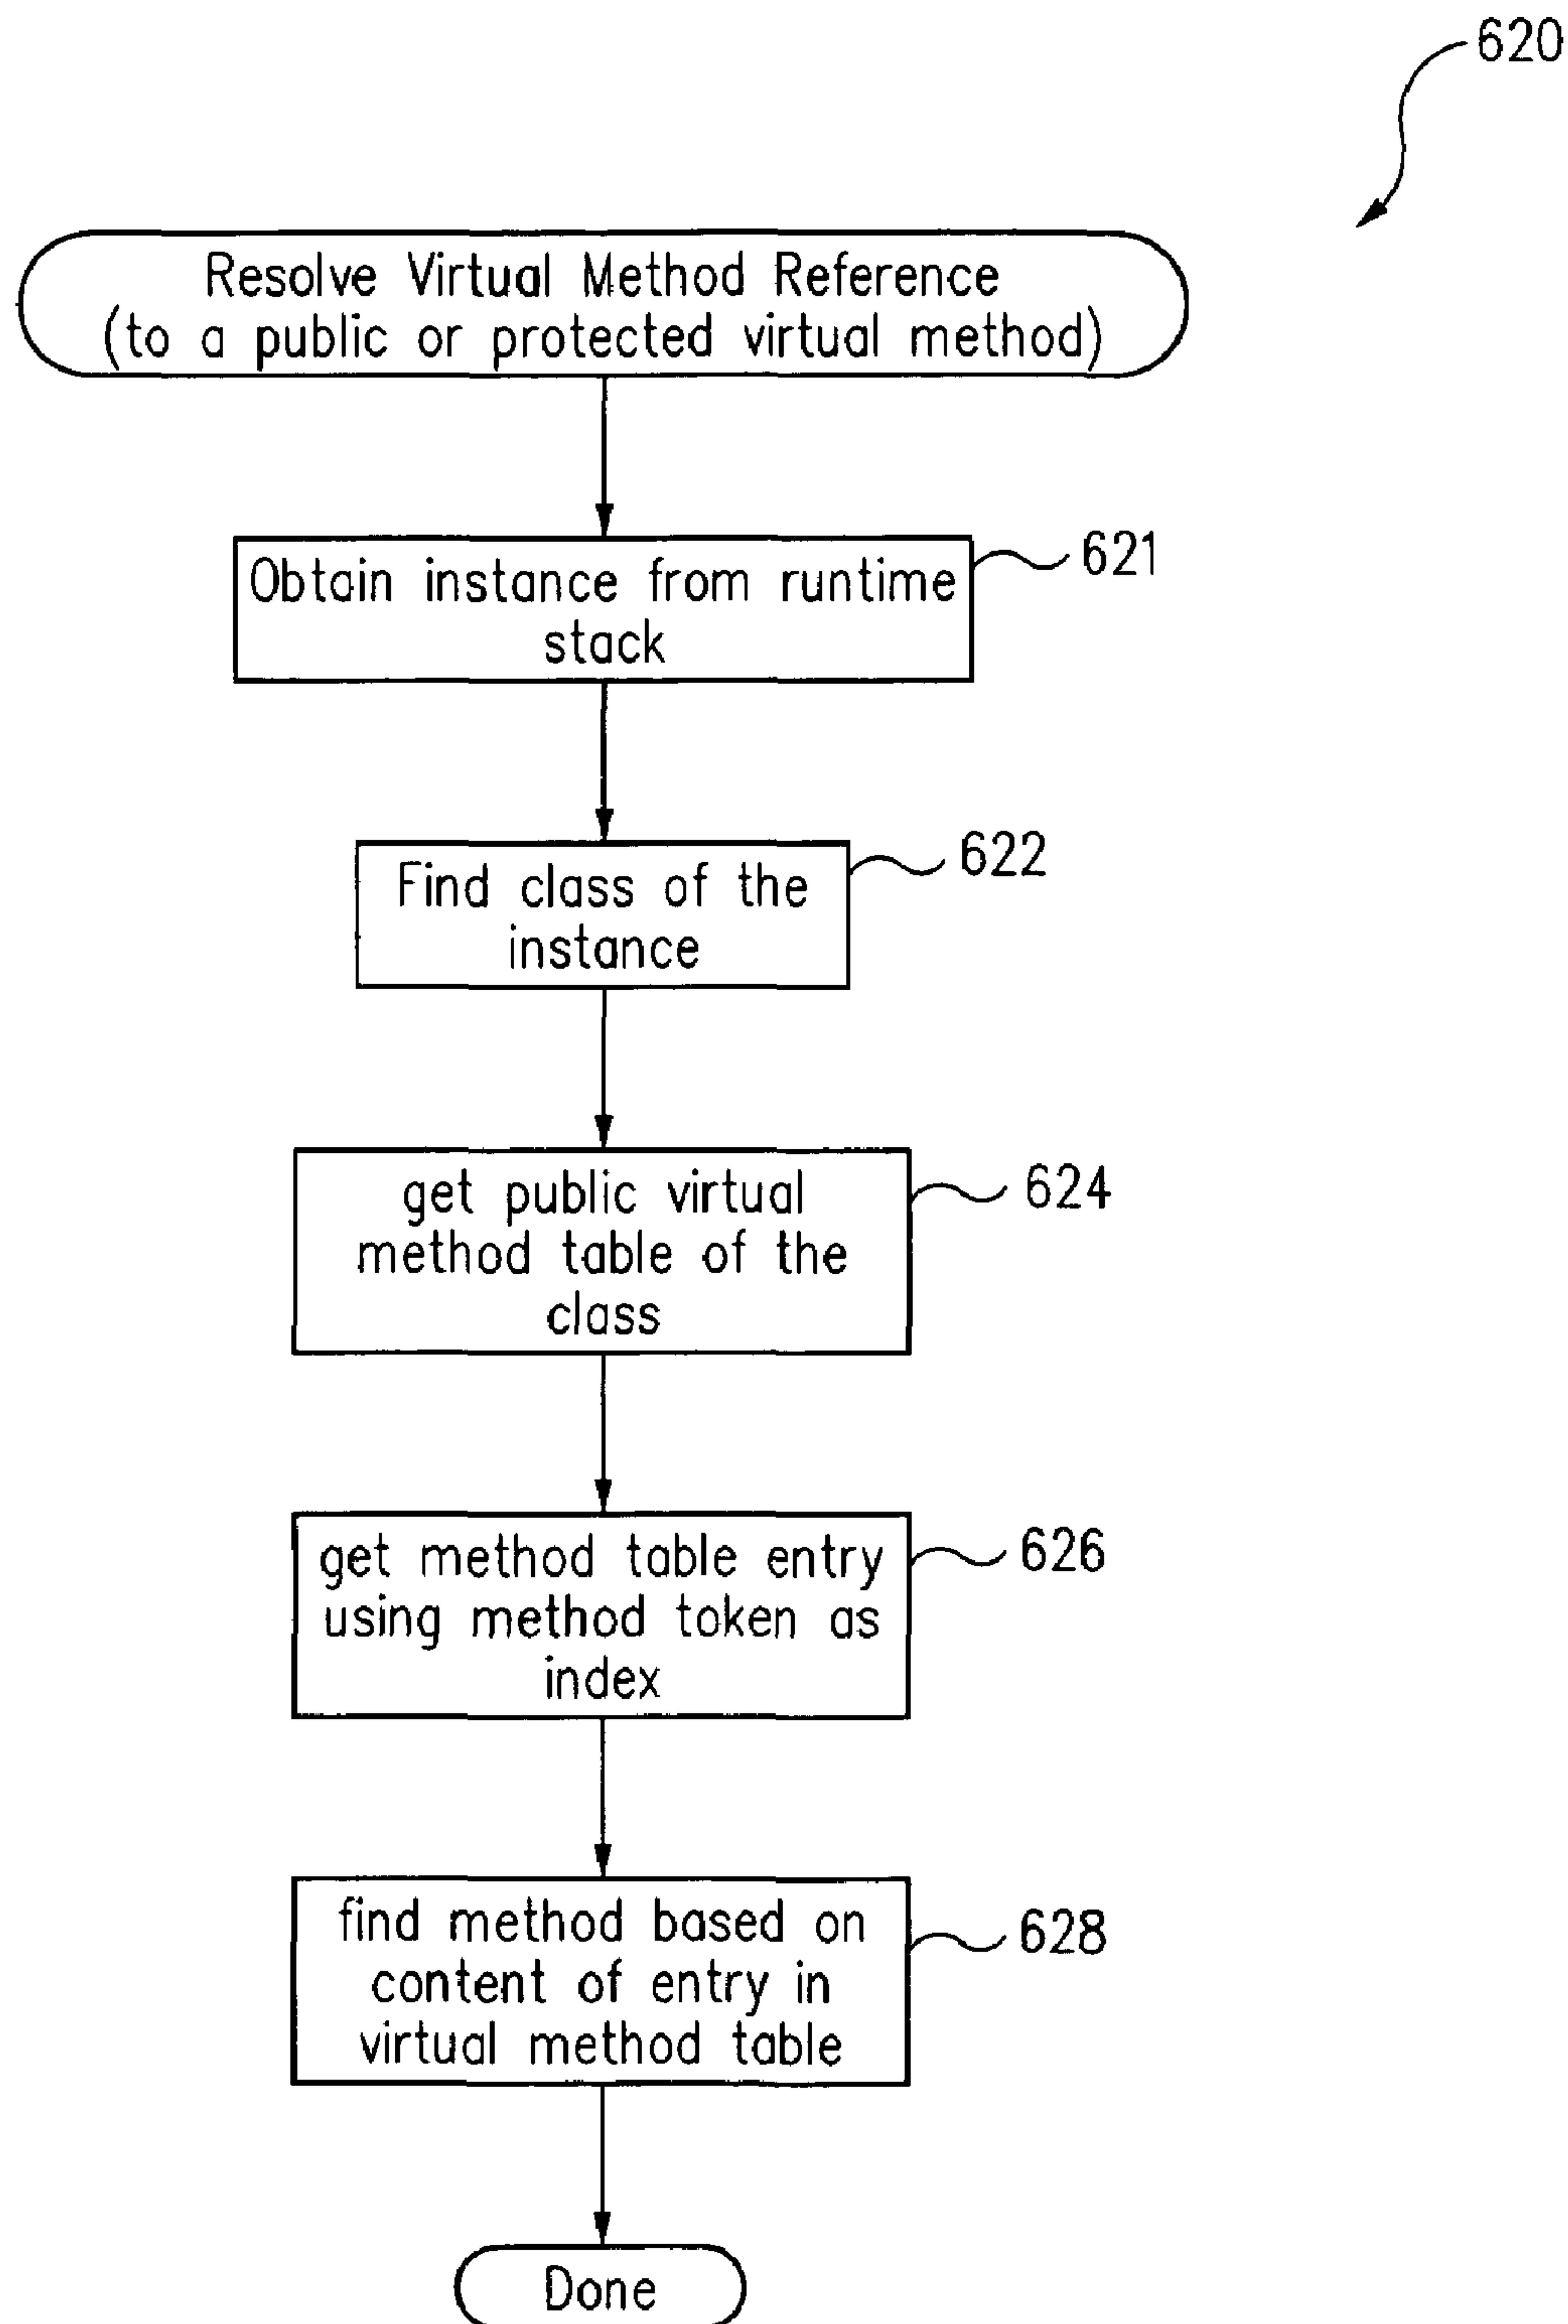 620
Resolve Virtual Method Reference
(to a public or protected virtual method)
Obtain instance from runtime
stack
621
Find class of the
instance
622
get public virtual
method table of the
class
624
get method table entry
using method token as
index
626
find method based on
content of entry in
virtual method table
628
Done